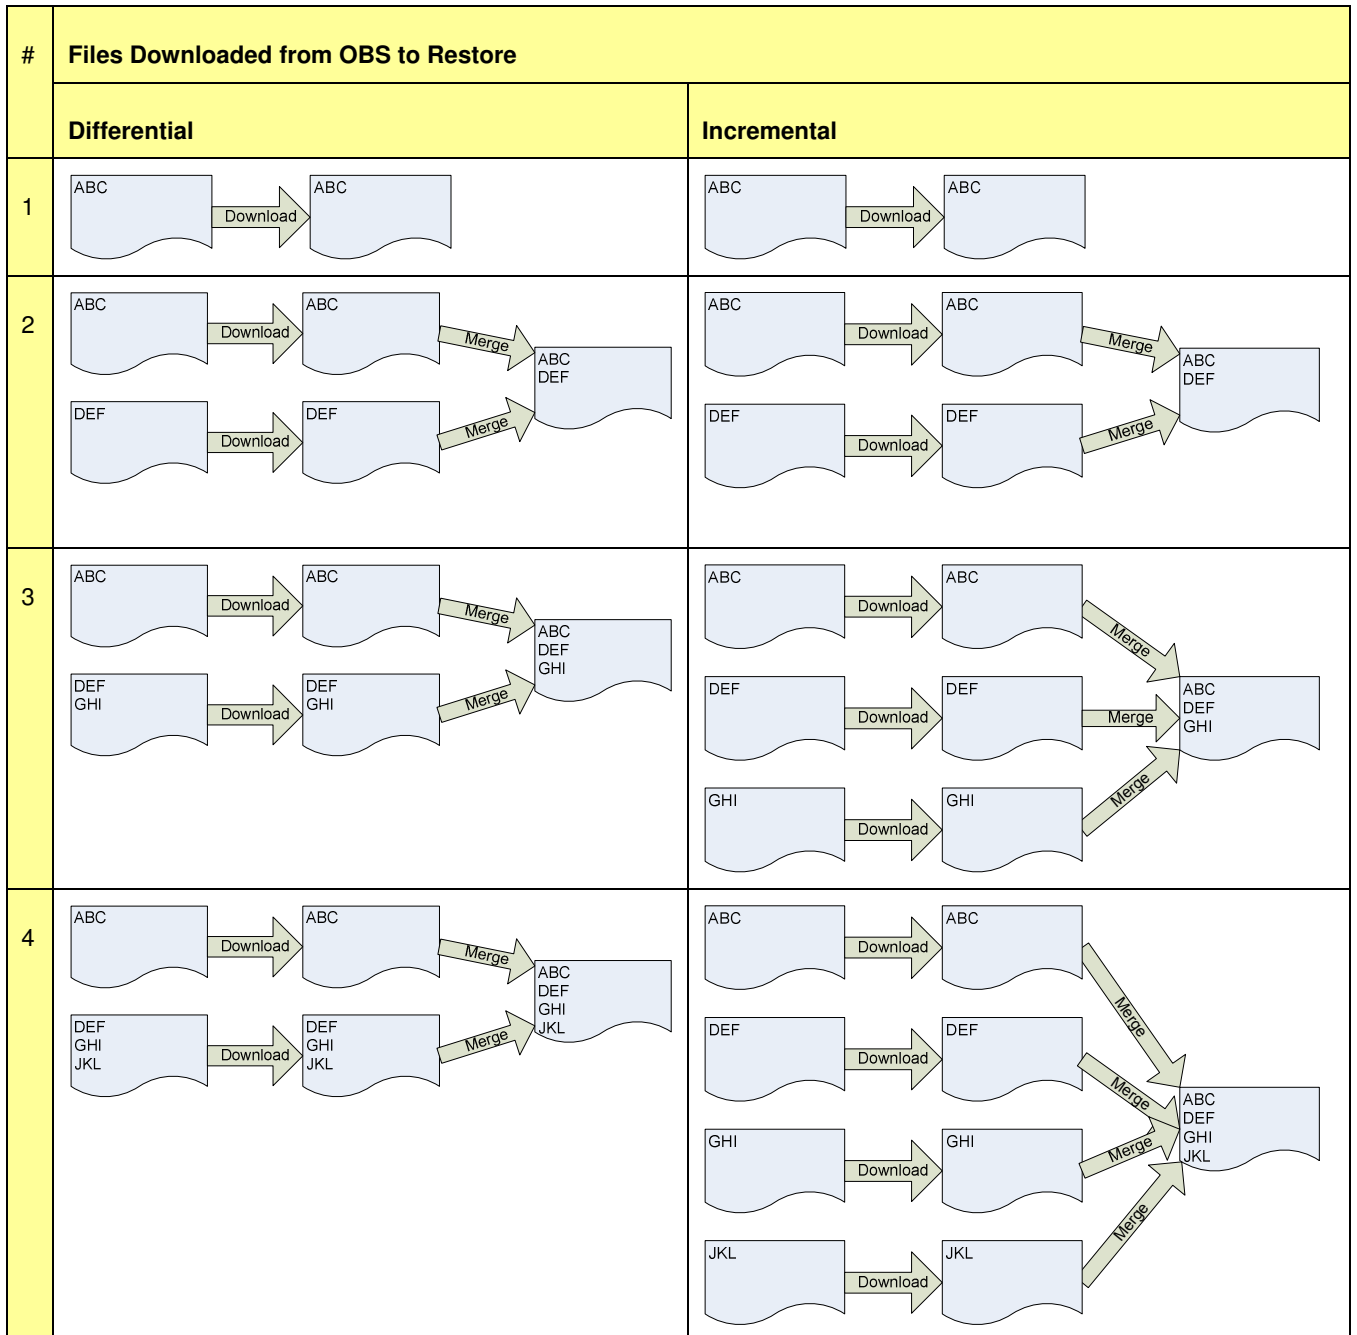 #
Files Downloaded from OBS to Restore
Differential
Incremental
1
ABC
Download
ABC
ABC
Download
ABC
2
ABC
Download
ABC
Merge
DEF
Download
DEF
Merge
ABC
DEF
ABC
Download
ABC
Merge
DEF
Download
DEF
Merge
ABC
DEF
3
ABC
Download
ABC
Merge
DEF
GHI
Download
DEF
GHI
Merge
ABC
DEF
GHI
ABC
Download
ABC
Merge
DEF
Download
DEF
Merge
GHI
Download
GHI
Merge
ABC
DEF
GHI
4
ABC
Download
ABC
Merge
DEF
GHI
JKL
Download
DEF
GHI
JKL
Merge
ABC
DEF
GHI
JKL
ABC
Download
ABC
Merge
DEF
Download
DEF
Merge
GHI
Download
GHI
Merge
JKL
Download
JKL
Merge
ABC
DEF
GHI
JKL